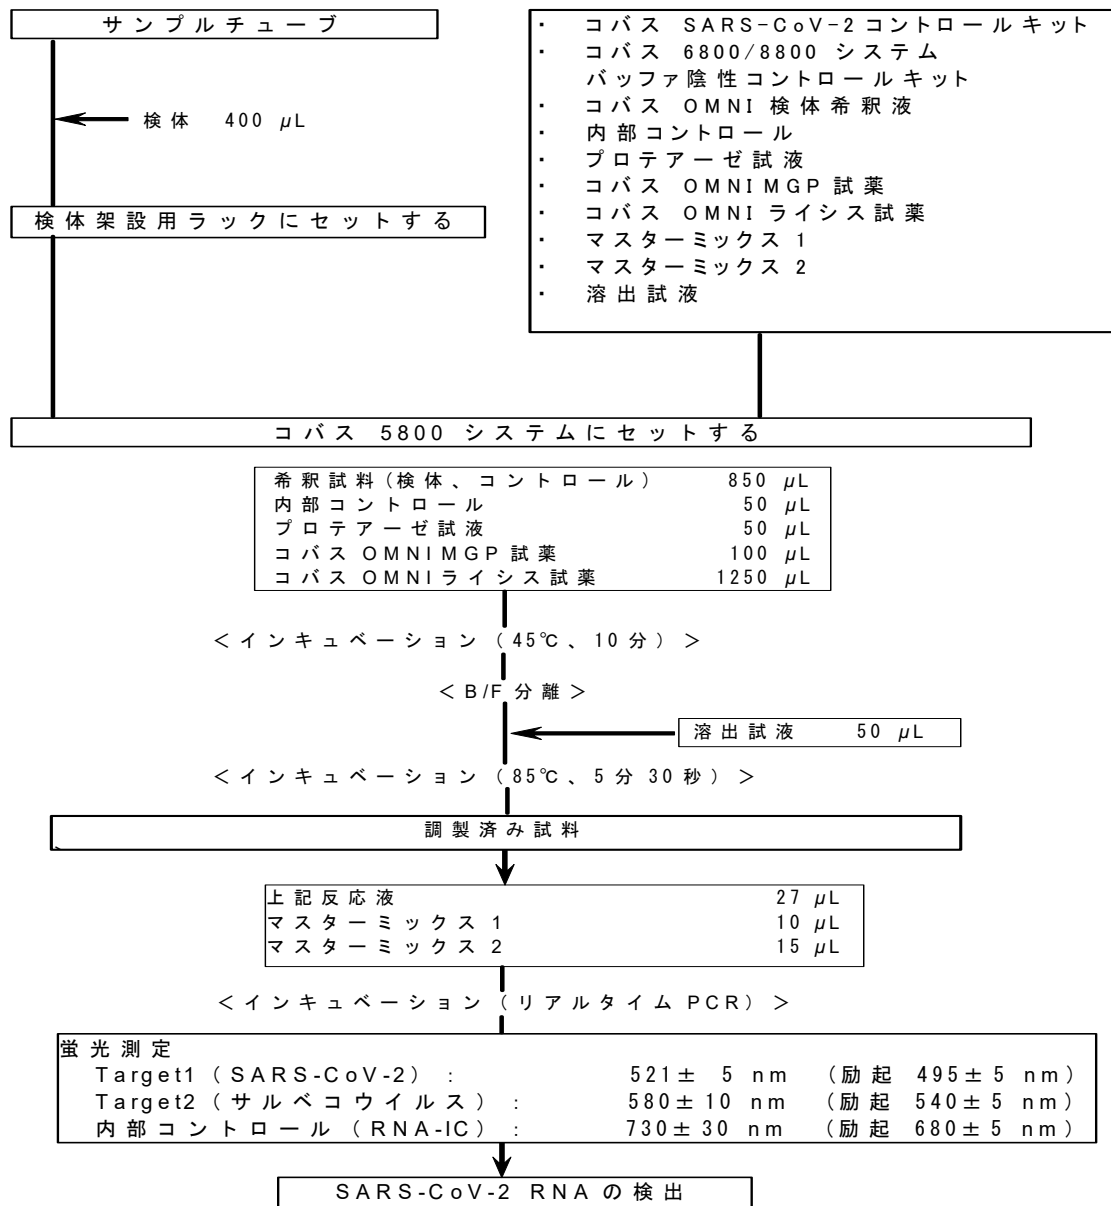 サンプルチューブ
検体 400 µL
検体架設用ラックにセットする
・ コバス SARS-CoV-2 コントロールキット
・ コバス 6800/8800 システム
バッファ陰性コントロールキット
・ コバス OMNI 検体希釈液
・ 内部コントロール
・ プロテアーゼ試液
・ コバス OMNI MGP 試薬
・ コバス OMNI ライシス試薬
・ マスターミックス 1
・ マスターミックス 2
・ 溶出試液
コバス 5800 システムにセットする
希釈試料(検体、コントロール) 850 µL
内部コントロール 50 µL
プロテアーゼ試液 50 µL
コバス OMNI MGP 試薬 100 µL
コバス OMNI ライシス試薬 1250 µL
<インキュベーション(45℃、10分)>
<B/F分離>
溶出試液 50 µL
<インキュベーション(85℃、5分30秒)>
調製済み試料
上記反応液 27 µL
マスターミックス 1 10 µL
マスターミックス 2 15 µL
<インキュベーション(リアルタイム PCR)>
蛍光測定
Target1(SARS-CoV-2): 521± 5 nm (励起 495±5 nm)
Target2(サルベコウイルス): 580±10 nm (励起 540±5 nm)
内部コントロール(RNA-IC): 730±30 nm (励起 680±5 nm)
SARS-CoV-2 RNA の検出